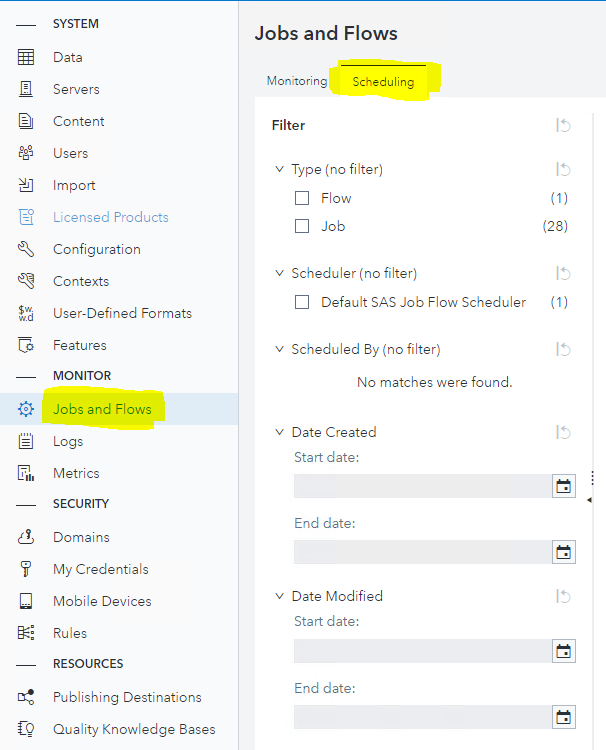 SYSTEM
Data
Servers
Content
Users
Import
Licensed Products
Configuration
Contexts
$w.
w.d
User-Defined Formats
Features
MONITOR
Jobs and Flows
Logs
Metrics
SECURITY
Domains
My Credentials
Mobile Devices
Rules
RESOURCES
Publishing Destinations
Quality Knowledge Bases
Jobs and Flows
Monitoring Scheduling
Filter
Type (no filter)
Flow (1)
Job (28)
Scheduler (no filter)
Default SAS Job Flow Scheduler (1)
Scheduled By (no filter)
No matches were found.
Date Created
Start date:
End date:
Date Modified
Start date:
End date: